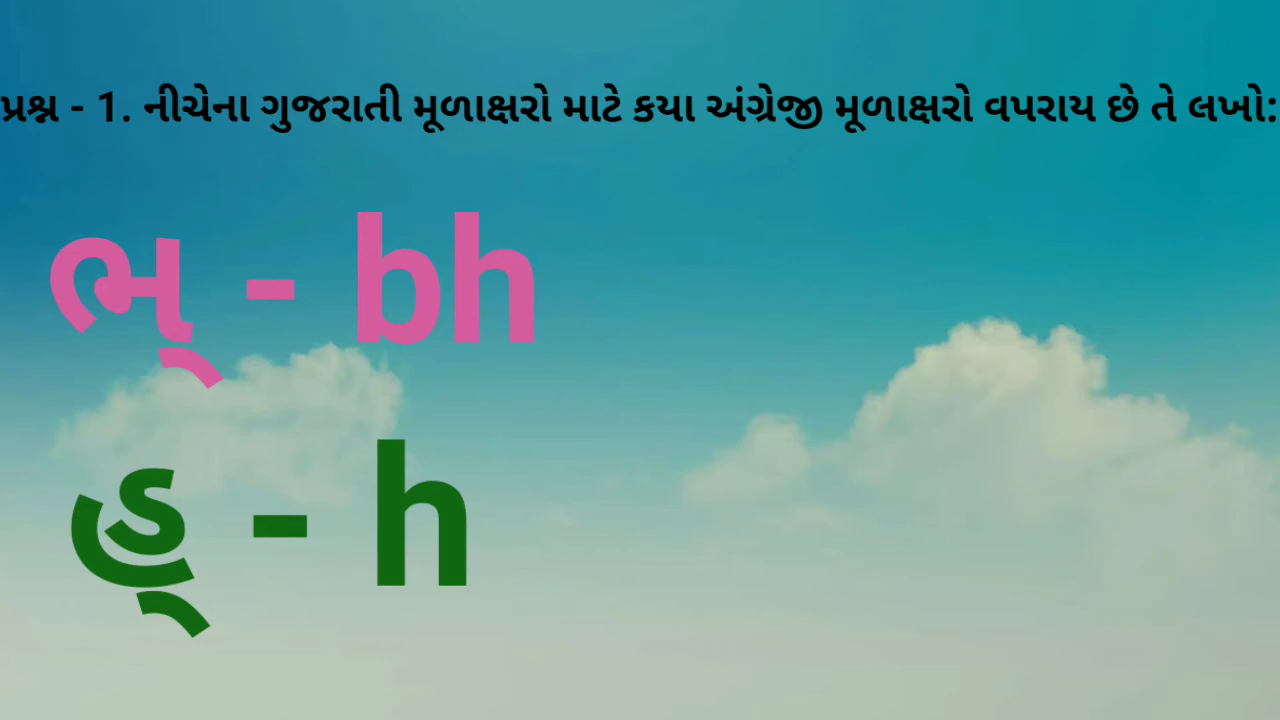 પ્રશ્ન - 1. નીચેના ગુજરાતી મૂળાક્ષરો માટે કયા અંગ્રેજી મૂળાક્ષરો વપરાય છે તે લખો:
ભ્ - bh
હ્ - h